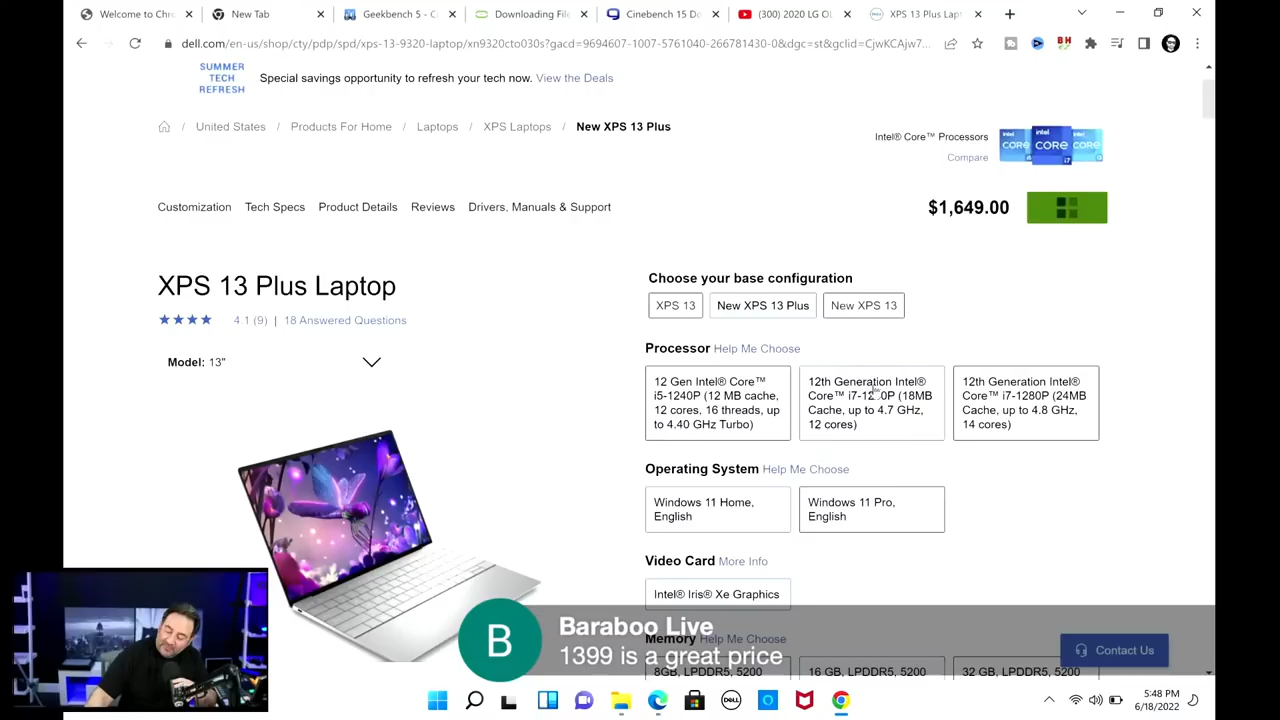 Welcome to Chr
New Tab
Geekbench 5 - C
Downloading File
Cinebench 15 Do
(300) 2020 LG OL
XPS 13 Plus Lapt
dell.com/en-us/shop/cty/pdp/spd/xps-13-9320-laptop/xn9320cto030s?gacd=9694607-1007-5761040-266781430-0&dgc=st&gclid=CjwKCAjw7...
SUMMER
TECH
REFRESH
Special savings opportunity to refresh your tech now. View the Deals
/ United States / Products For Home / Laptops / XPS Laptops / New XPS 13 Plus
Intel® Core™ Processors
Compare
Customization
Tech Specs
Product Details
Reviews
Drivers, Manuals & Support
$1,649.00
XPS 13 Plus Laptop
4.1 (9) | 18 Answered Questions
Model: 13"
Choose your base configuration
XPS 13
New XPS 13 Plus
New XPS 13
Processor Help Me Choose
12 Gen Intel® Core™
i5-1240P (12 MB cache,
12 cores, 16 threads, up
to 4.40 GHz Turbo)
12th Generation Intel®
Core™ (18MB
Cache, up to 4.7 GHz,
12 cores)
12th Generation Intel®
Core™ i7-1280P (24MB
Cache, up to 4.8 GHz,
14 cores)
Operating System Help Me Choose
Windows 11 Home,
English
Windows 11 Pro,
English
Video Card More Info
Intel® Iris® Xe Graphics
Memory Help Me Choose
8GB, LPDDR5, 5200
16 GB, LPDDR5, 5200
32 GB, LPDDR5, 5200
Contact Us
B
Baraboo Live
1399 is a great price
5:48 PM
6/18/2022